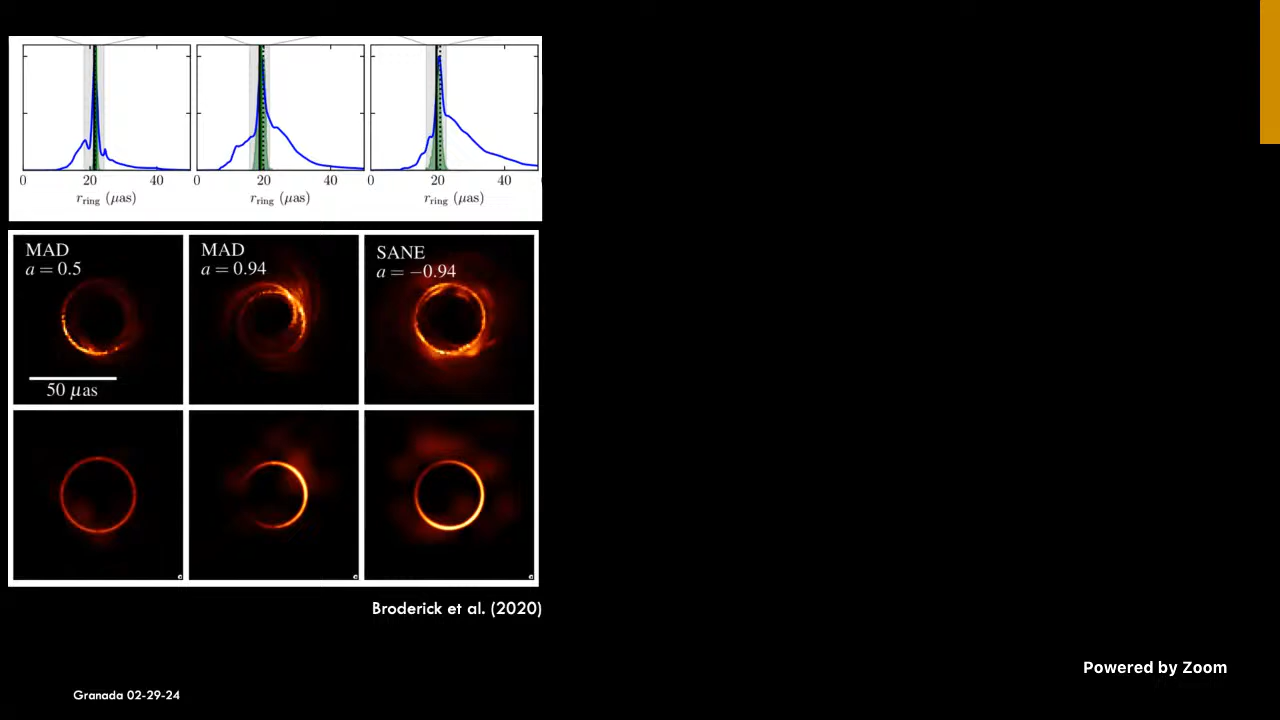 0 20 40 0 20 40 0 20 40
r_ring (μas) r_ring (μas) r_ring (μas)
MAD MAD SANE
a = 0.5 a = 0.94 a = −0.94
50 μas
Broderick et al. (2020)
Powered by Zoom
Granada 02-29-24